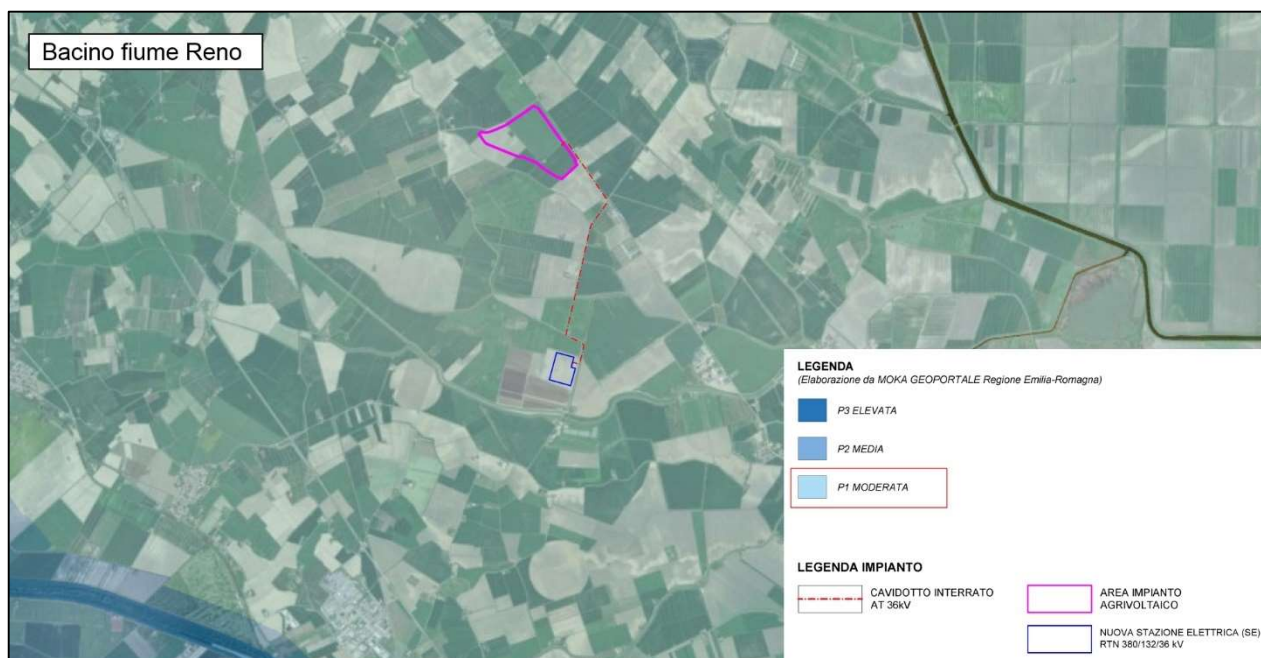 Bacino fiume Reno
LEGENDA
(Elaborazione da MOKA GEOPORTALE Regione Emilia-Romagna)
P3 ELEVATA
P2 MEDIA
P1 MODERATA
LEGENDA IMPIANTO
CAVIDOTTO INTERRATO
AT 36kV
AREA IMPIANTO
AGRIVOLTAICO
NUOVA STAZIONE ELETTRICA (SE)
RTN 380/132/36 kV